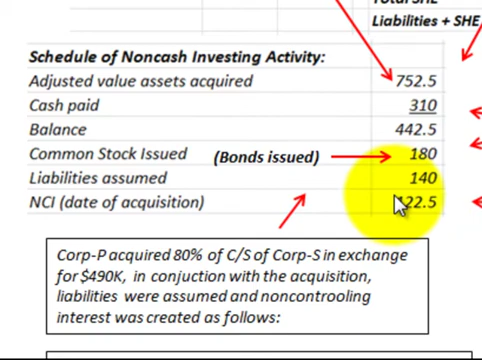 Liabilities + SHE
Schedule of Noncash Investing Activity:
Adjusted value assets acquired 752.5
Cash paid 310
Balance 442.5
Common Stock Issued (Bonds issued) 180
Liabilities assumed 140
NCI (date of acquisition) 122.5
Corp-P acquired 80% of C/S of Corp-S in exchange
for $490K, in conjuction with the acquisition,
liabilities were assumed and noncontrooling
interest was created as follows: